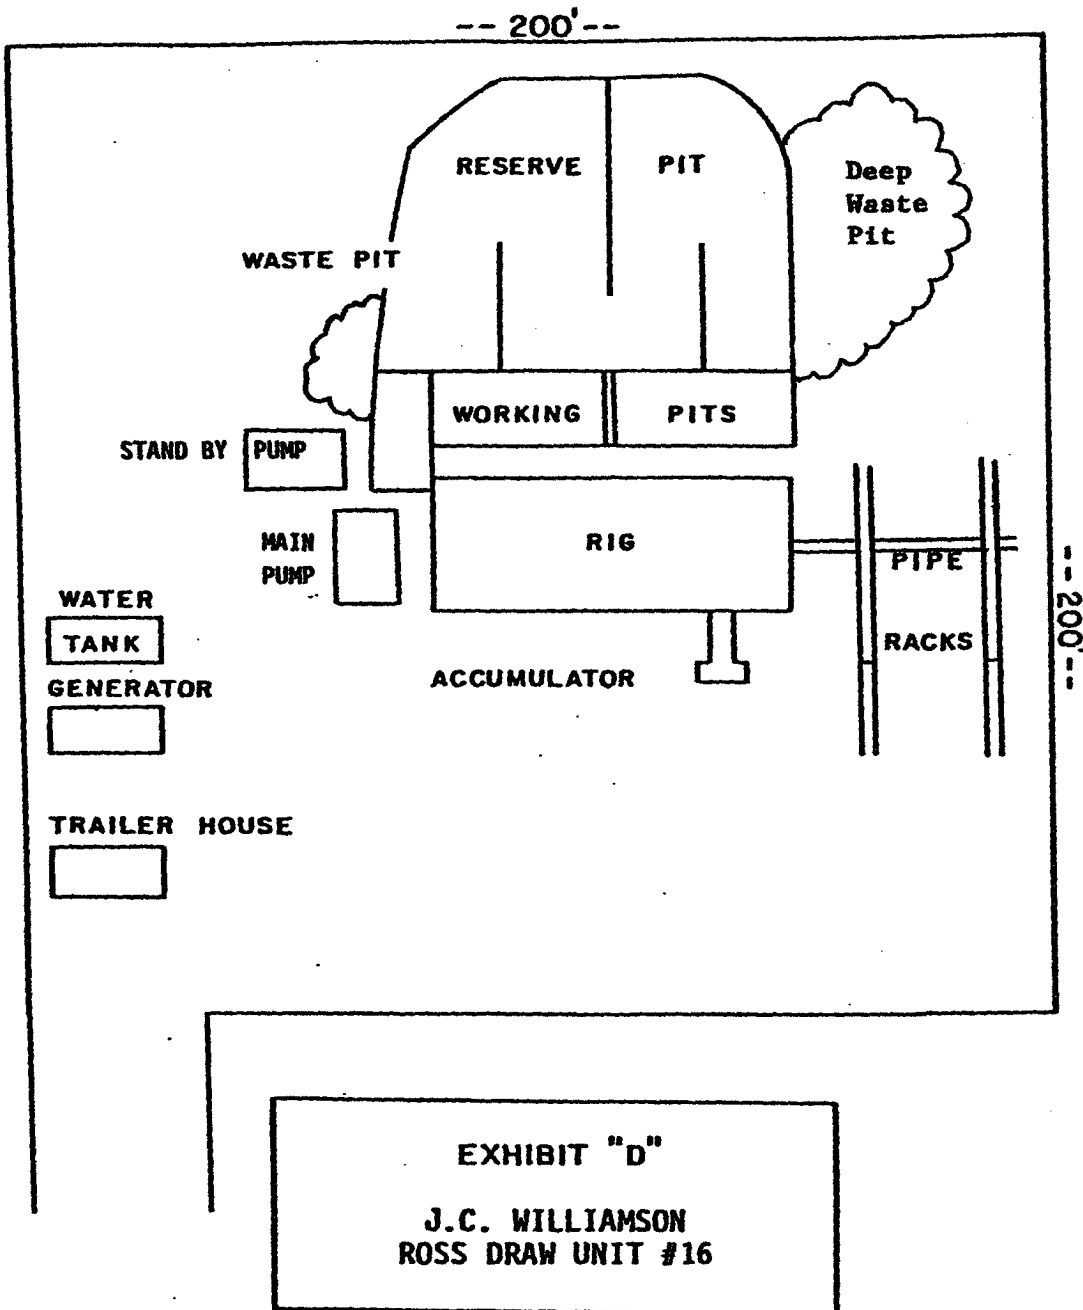 -- 200'--
RESERVE PIT
Deep
Waste
Pit
WASTE PIT
WORKING PITS
STAND BY PUMP
MAIN
PUMP
RIG
PIPE
RACKS
--200'--
WATER
TANK
GENERATOR
ACCUMULATOR
TRAILER HOUSE
EXHIBIT "D"
J.C. WILLIAMSON
ROSS DRAW UNIT #16